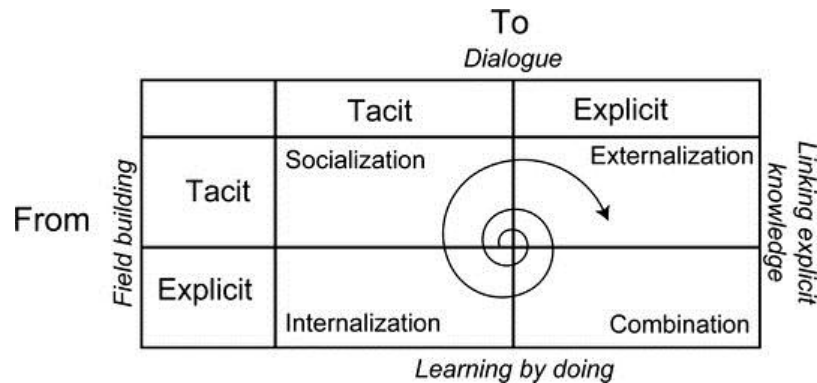 To
Dialogue
Tacit
Explicit
Socialization
Externalization
Tacit
From
Field building
Linking explicit
knowledge
Explicit
Internalization
Combination
Learning by doing